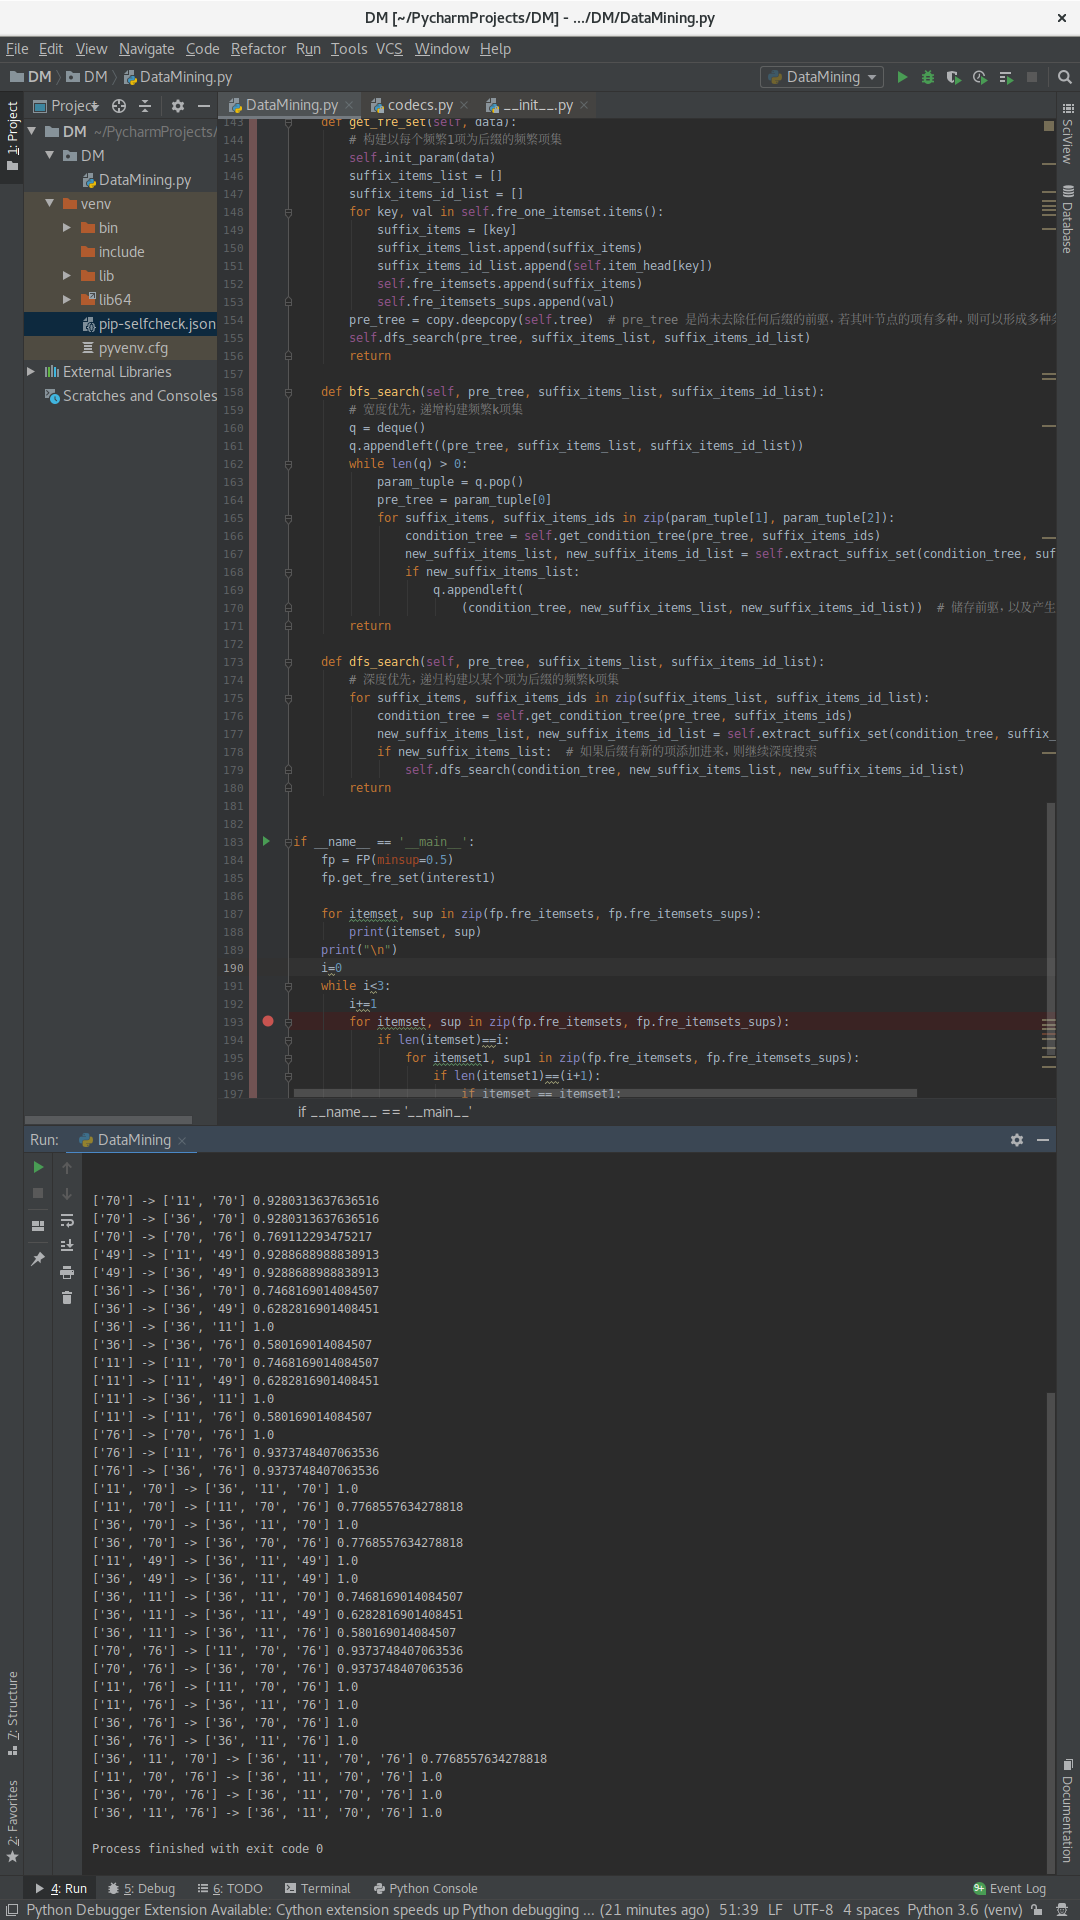 DM [~/PycharmProjects/DM] - .../DM/DataMining.py
File Edit View Navigate Code Refactor Run Tools VCS Window Help
DM DM DataMining.py
DataMining
1: Project
Project
DM ~/PycharmProjects/
DM
DataMining.py
venv
bin
include
lib
lib64
pip-selfcheck.json
pyvenv.cfg
External Libraries
Scratches and Consoles
DataMining.py codecs.py __init__.py
SciView
Database
143 def get_fre_set(self, data):
144 # 构建以每个频繁1项为后缀的频繁项集
145 self.init_param(data)
146 suffix_items_list = []
147 suffix_items_id_list = []
148 for key, val in self.fre_one_itemset.items():
149 suffix_items = [key]
150 suffix_items_list.append(suffix_items)
151 suffix_items_id_list.append(self.item_head[key])
152 self.fre_itemsets.append(suffix_items)
153 self.fre_itemsets_sups.append(val)
154 pre_tree = copy.deepcopy(self.tree) # pre_tree 是尚未去除任何后缀的前驱，若其叶节点的项有多种，则可以形成多种
155 self.dfs_search(pre_tree, suffix_items_list, suffix_items_id_list)
156 return
157
158 def bfs_search(self, pre_tree, suffix_items_list, suffix_items_id_list):
159 # 宽度优先，递增构建频繁k项集
160 q = deque()
161 q.appendleft((pre_tree, suffix_items_list, suffix_items_id_list))
162 while len(q) > 0:
163 param_tuple = q.pop()
164 pre_tree = param_tuple[0]
165 for suffix_items, suffix_items_ids in zip(param_tuple[1], param_tuple[2]):
166 condition_tree = self.get_condition_tree(pre_tree, suffix_items_ids)
167 new_suffix_items_list, new_suffix_items_id_list = self.extract_suffix_set(condition_tree, suf
168 if new_suffix_items_list:
169 q.appendleft(
170 (condition_tree, new_suffix_items_list, new_suffix_items_id_list)) # 储存前驱，以及产生
171 return
172
173 def dfs_search(self, pre_tree, suffix_items_list, suffix_items_id_list):
174 # 深度优先，递归构建以某个项为后缀的频繁k项集
175 for suffix_items, suffix_items_ids in zip(suffix_items_list, suffix_items_id_list):
176 condition_tree = self.get_condition_tree(pre_tree, suffix_items_ids)
177 new_suffix_items_list, new_suffix_items_id_list = self.extract_suffix_set(condition_tree, suffix_
178 if new_suffix_items_list: # 如果后缀有新的项添加进来，则继续深度搜索
179 self.dfs_search(condition_tree, new_suffix_items_list, new_suffix_items_id_list)
180 return
181
182
183 if __name__ == '__main__':
184 fp = FP(minsup=0.5)
185 fp.get_fre_set(interest1)
186
187 for itemset, sup in zip(fp.fre_itemsets, fp.fre_itemsets_sups):
188 print(itemset, sup)
189 print("\n")
190 i=0
191 while i<3:
192 i+=1
193 for itemset, sup in zip(fp.fre_itemsets, fp.fre_itemsets_sups):
194 if len(itemset)==i:
195 for itemset1, sup1 in zip(fp.fre_itemsets, fp.fre_itemsets_sups):
196 if len(itemset1)==(i+1):
197 if itemset == itemset1:
if __name__ == '__main__'
Run: DataMining
['70'] -> ['11', '70'] 0.9280313637636516
['70'] -> ['36', '70'] 0.9280313637636516
['70'] -> ['70', '76'] 0.769112293475217
['49'] -> ['11', '49'] 0.9288688988838913
['49'] -> ['36', '49'] 0.9288688988838913
['36'] -> ['36', '70'] 0.7468169014084507
['36'] -> ['36', '49'] 0.6282816901408451
['36'] -> ['36', '11'] 1.0
['36'] -> ['36', '76'] 0.580169014084507
['11'] -> ['11', '70'] 0.7468169014084507
['11'] -> ['11', '49'] 0.6282816901408451
['11'] -> ['36', '11'] 1.0
['11'] -> ['11', '76'] 0.580169014084507
['76'] -> ['70', '76'] 1.0
['76'] -> ['11', '76'] 0.9373748407063536
['76'] -> ['36', '76'] 0.9373748407063536
['11', '70'] -> ['36', '11', '70'] 1.0
['11', '70'] -> ['11', '70', '76'] 0.7768557634278818
['36', '70'] -> ['36', '11', '70'] 1.0
['36', '70'] -> ['36', '70', '76'] 0.7768557634278818
['11', '49'] -> ['36', '11', '49'] 1.0
['36', '49'] -> ['36', '11', '49'] 1.0
['36', '11'] -> ['36', '11', '70'] 0.7468169014084507
['36', '11'] -> ['36', '11', '49'] 0.6282816901408451
['36', '11'] -> ['36', '11', '76'] 0.580169014084507
['70', '76'] -> ['11', '70', '76'] 0.9373748407063536
['70', '76'] -> ['36', '70', '76'] 0.9373748407063536
['11', '76'] -> ['11', '70', '76'] 1.0
['11', '76'] -> ['36', '11', '76'] 1.0
['36', '76'] -> ['36', '70', '76'] 1.0
['36', '76'] -> ['36', '11', '76'] 1.0
['36', '11', '70'] -> ['36', '11', '70', '76'] 0.7768557634278818
['11', '70', '76'] -> ['36', '11', '70', '76'] 1.0
['36', '70', '76'] -> ['36', '11', '70', '76'] 1.0
['36', '11', '76'] -> ['36', '11', '70', '76'] 1.0
Process finished with exit code 0
7: Structure
2: Favorites
Documentation
4: Run 5: Debug 6: TODO Terminal Python Console 9+ Event Log
Python Debugger Extension Available: Cython extension speeds up Python debugging ... (21 minutes ago) 51:39 LF UTF-8 4 spaces Python 3.6 (venv)